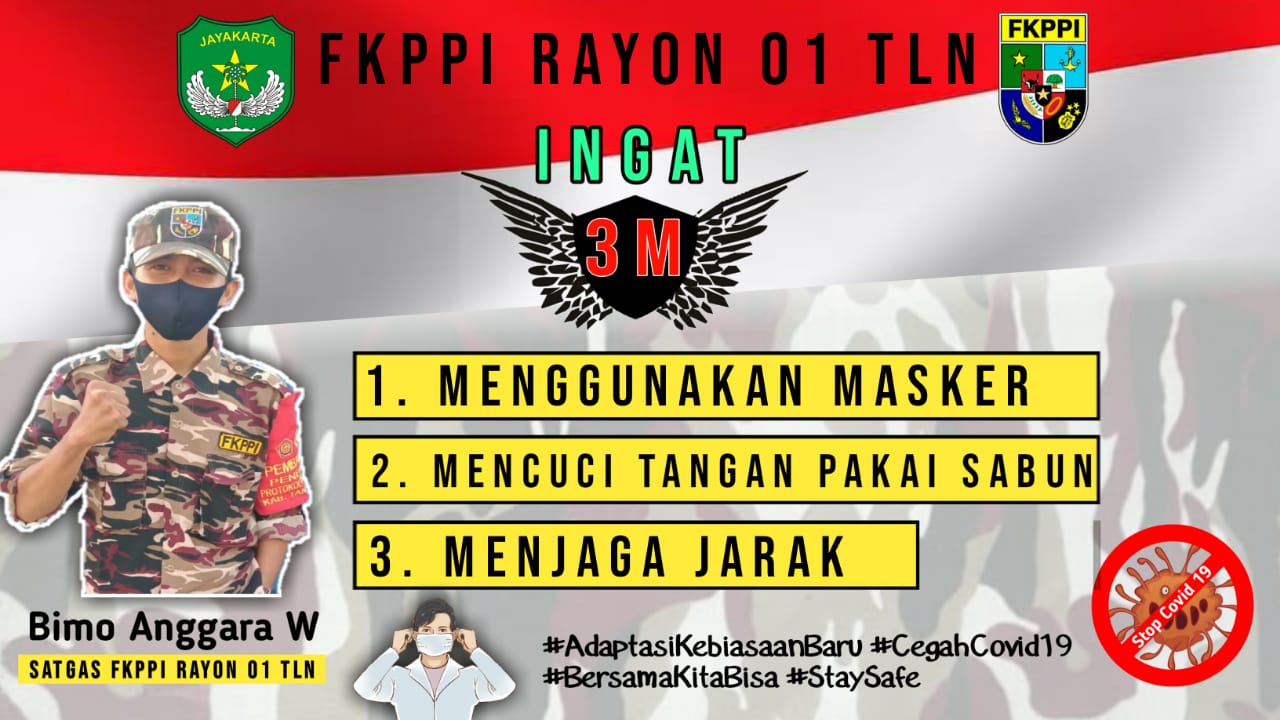 JAYAKARTA
FKPPI RAYON 01 TLN
FKPPI
INGAT
3 M
FKPPI
1. MENGGUNAKAN MASKER
2. MENCUCI TANGAN PAKAI SABUN
3. MENJAGA JARAK
FKPPI
Bimo Anggara W
SATGAS FKPPI RAYON 01 TLN
#AdaptasiKebiasaanBaru #CegahCovid19
#BersamaKitaBisa #StaySafe
Stop Covid 19